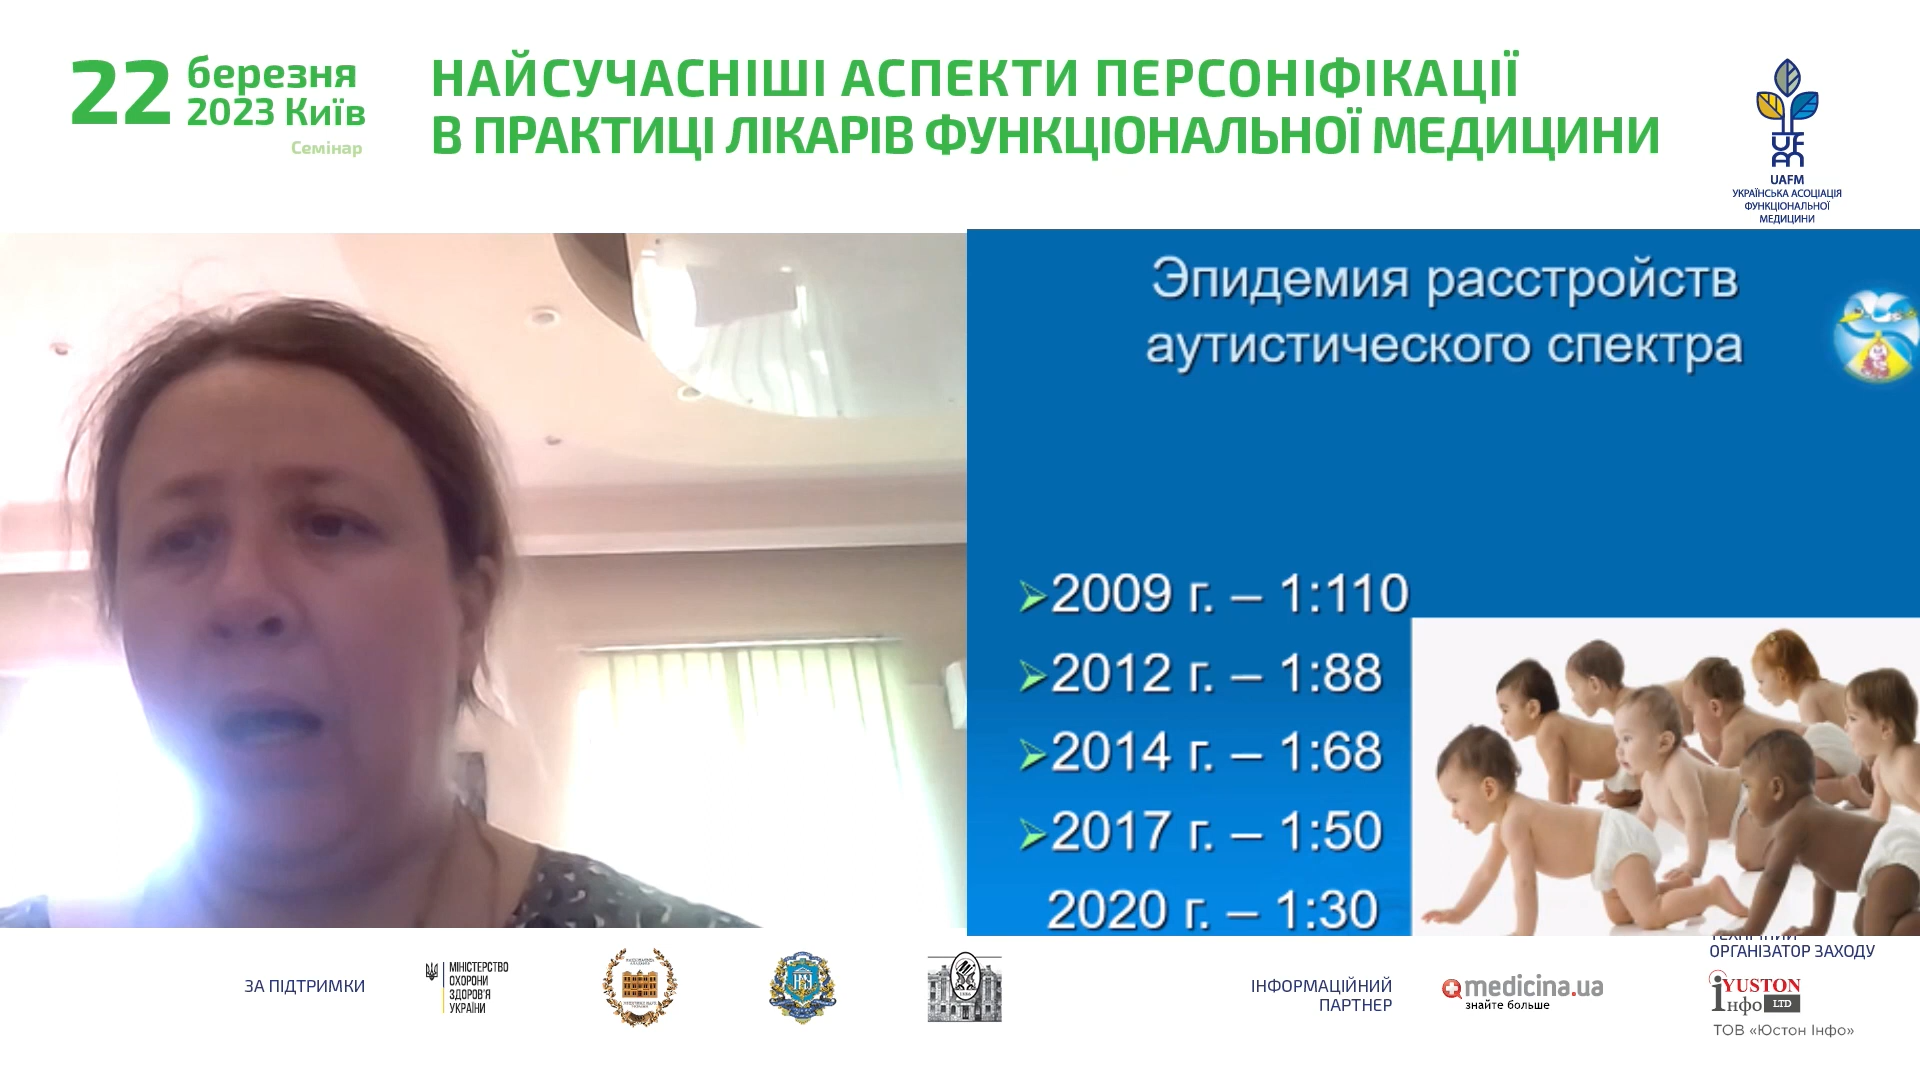 22
березня
2023 Київ
Семінар
НАЙСУЧАСНІШІ АСПЕКТИ ПЕРСОНІФІКАЦІЇ
В ПРАКТИЦІ ЛІКАРІВ ФУНКЦІОНАЛЬНОЇ МЕДИЦИНИ
UAFM
УКРАЇНСЬКА АСОЦІАЦІЯ
ФУНКЦІОНАЛЬНОЇ
МЕДИЦИНИ
Эпидемия расстройств
аутистического спектра
2009 г. – 1:110
2012 г. – 1:88
2014 г. – 1:68
2017 г. – 1:50
2020 г. – 1:30
ЗА ПІДТРИМКИ
МІНІСТЕРСТВО
ОХОРОНИ
ЗДОРОВ'Я
УКРАЇНИ
ІНФОРМАЦІЙНИЙ
ПАРТНЕР
medicina.ua
знайте больше
ОРГАНІЗАТОР ЗАХОДУ
YUSTON
інфо LTD
ТОВ «Юстон Інфо»